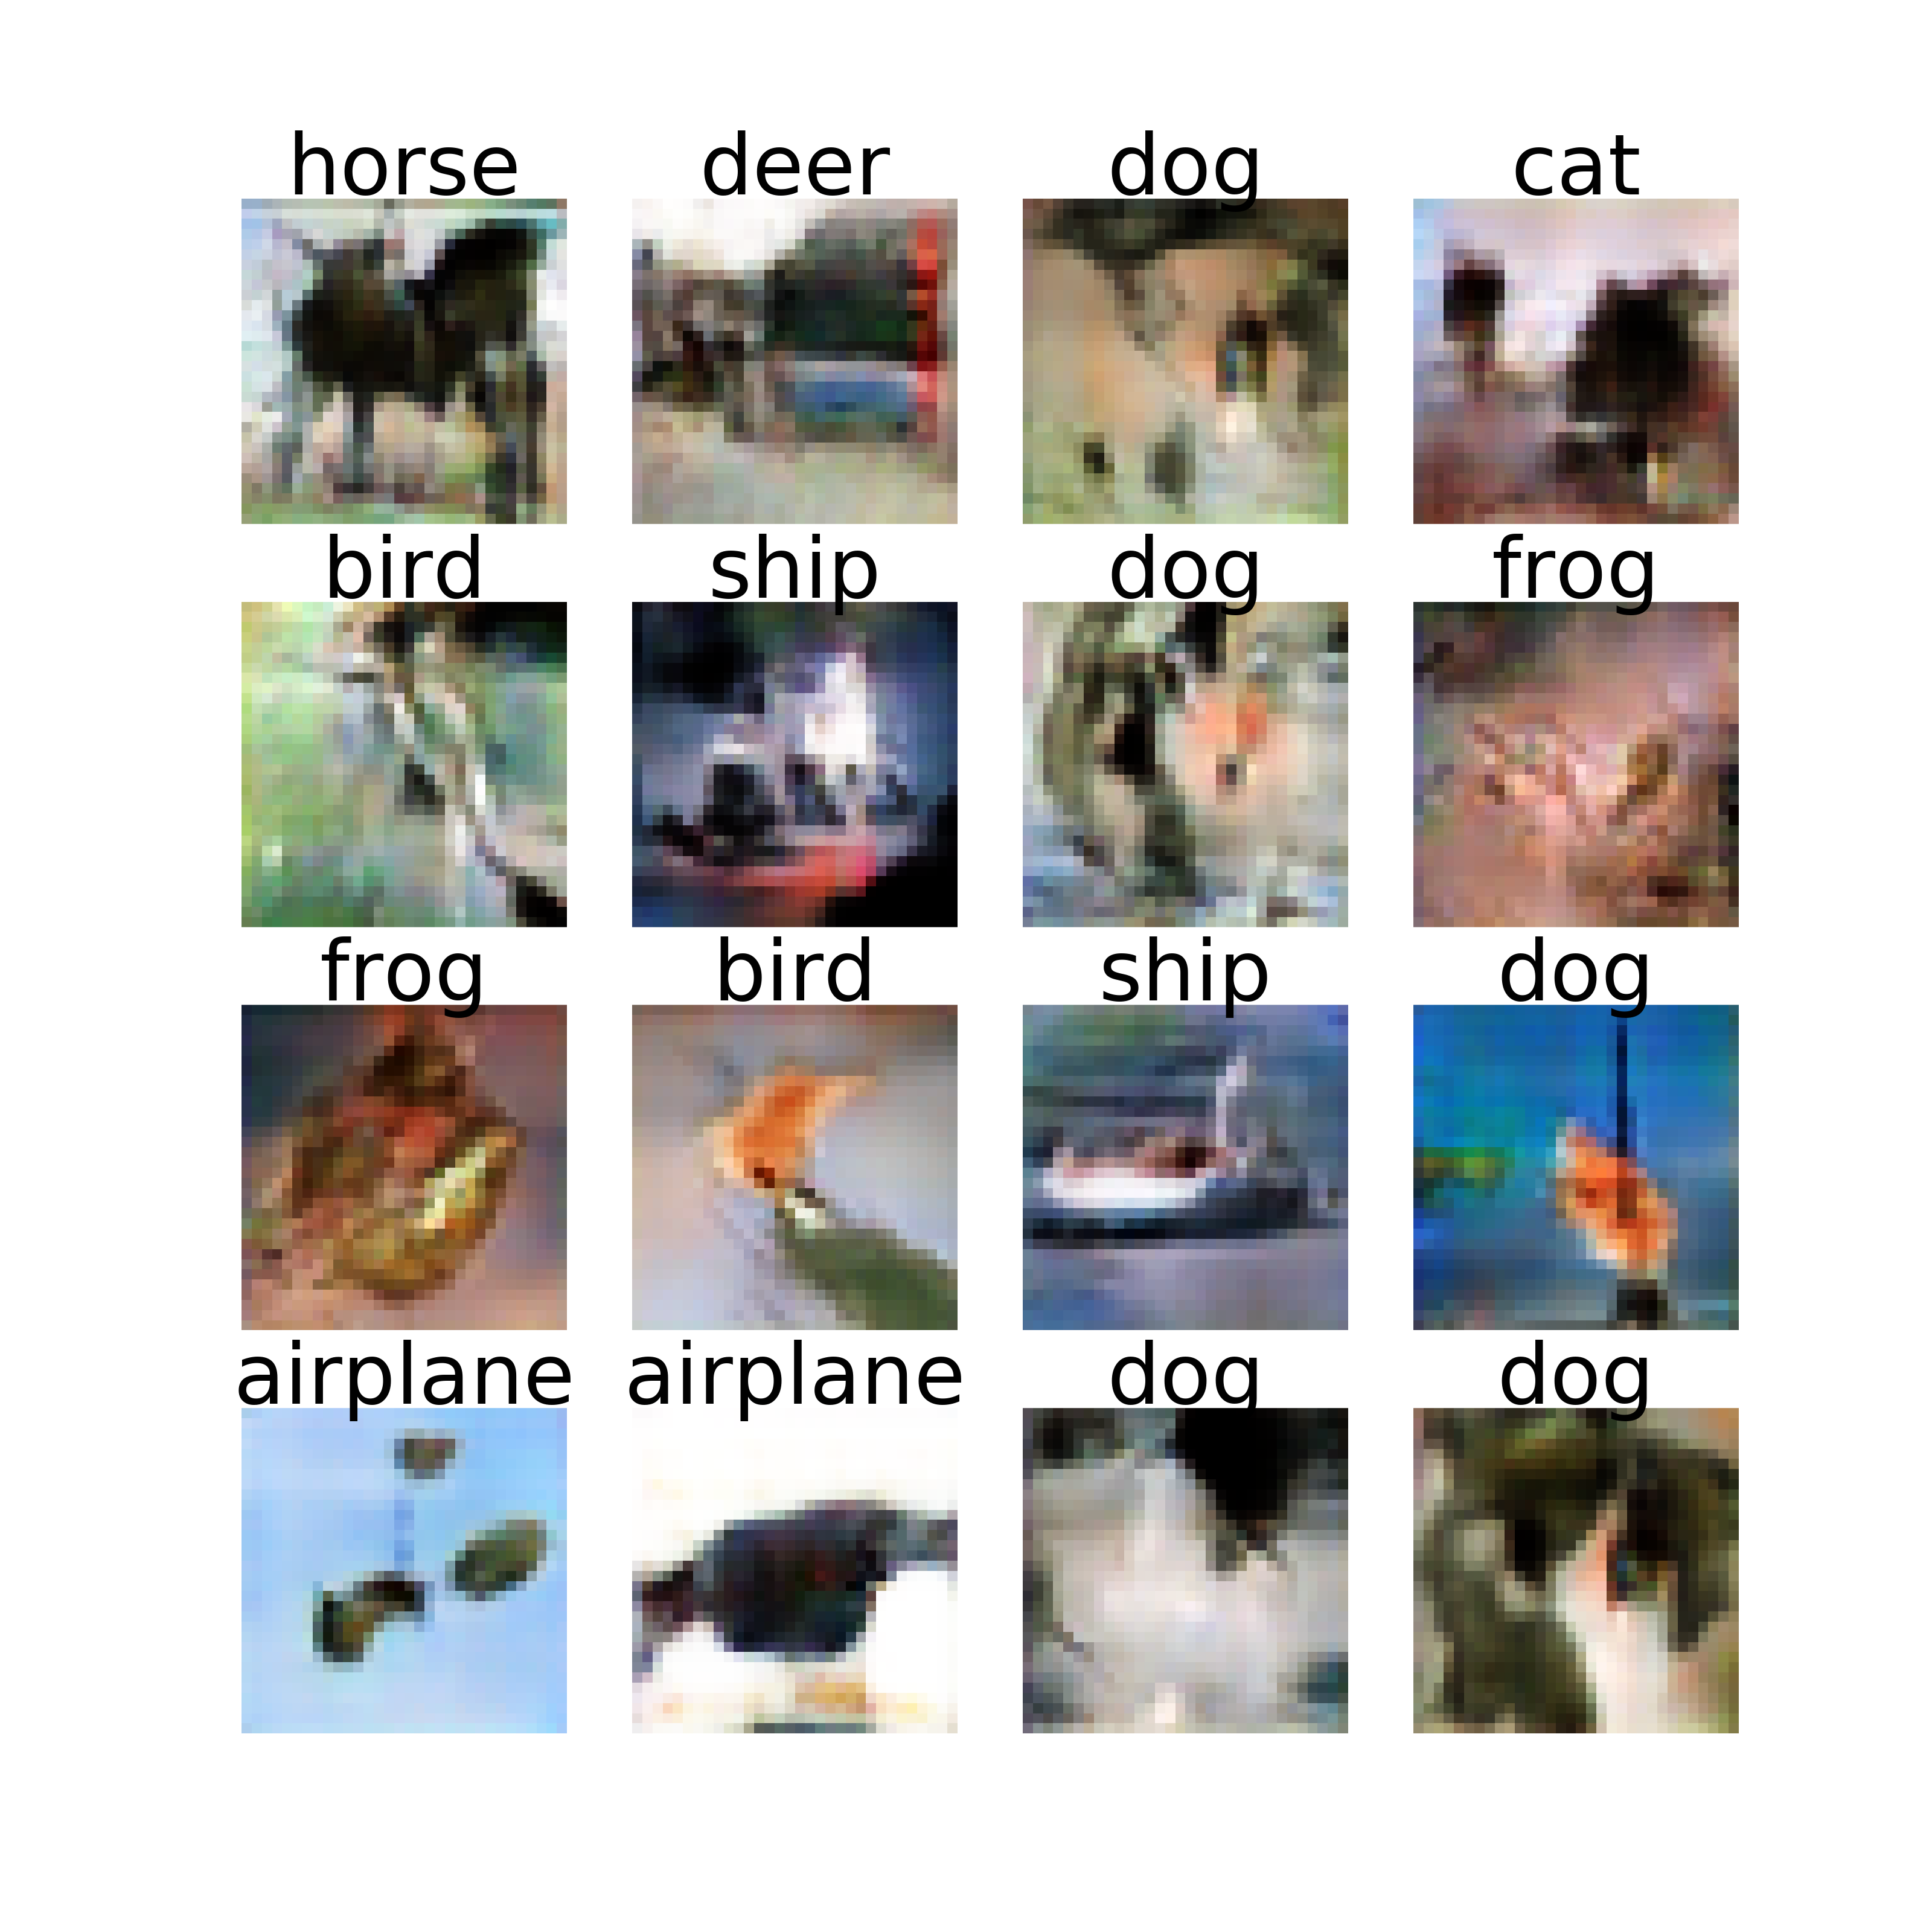 horse deer dog cat
bird ship dog frog
frog bird ship dog
airplane airplane dog dog